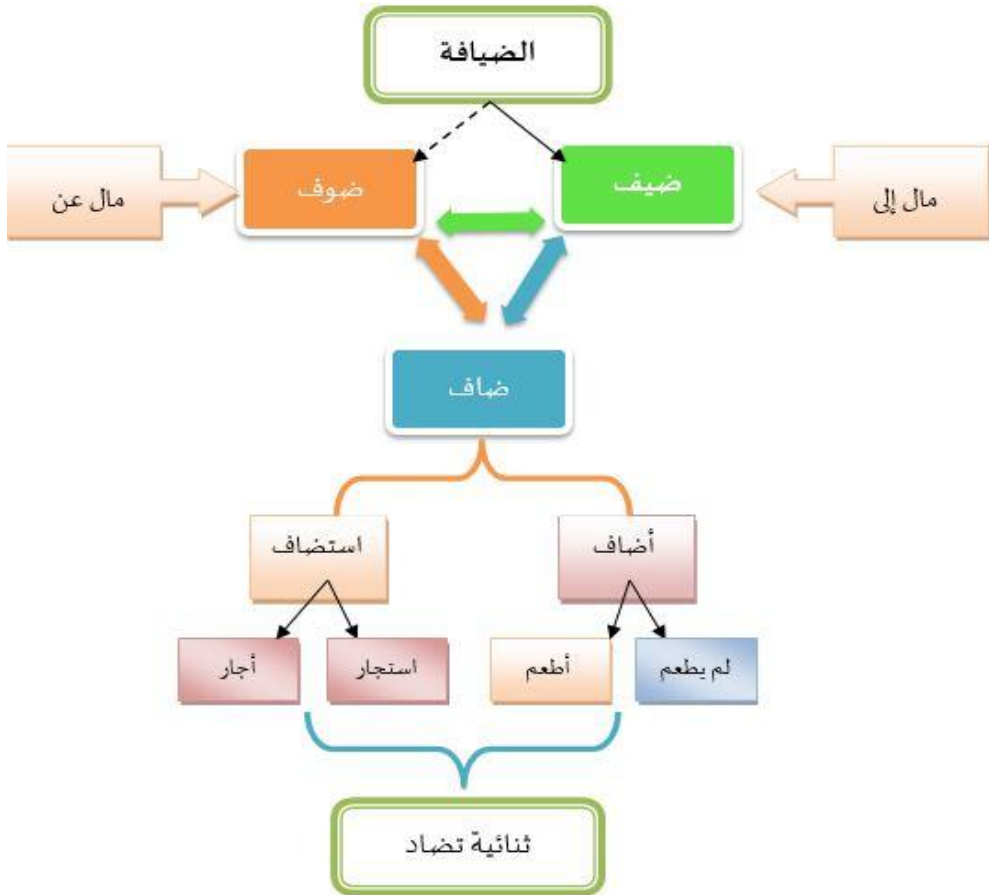 الضيافة
مال إلى
ضيف
ضوف
مال عن
ضاف
أضاف
استضاف
لم يطعم
أطعم
استجار
أجار
ثنائية تضاد